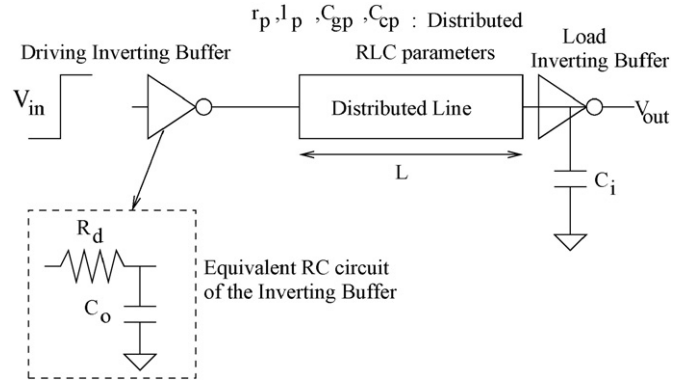 r_p ,l_p ,C_gp ,C_cp : Distributed
RLC parameters
Driving Inverting Buffer
Load
Inverting Buffer
V_in
Distributed Line
V_out
L
C_i
R_d
C_o
Equivalent RC circuit
of the Inverting Buffer